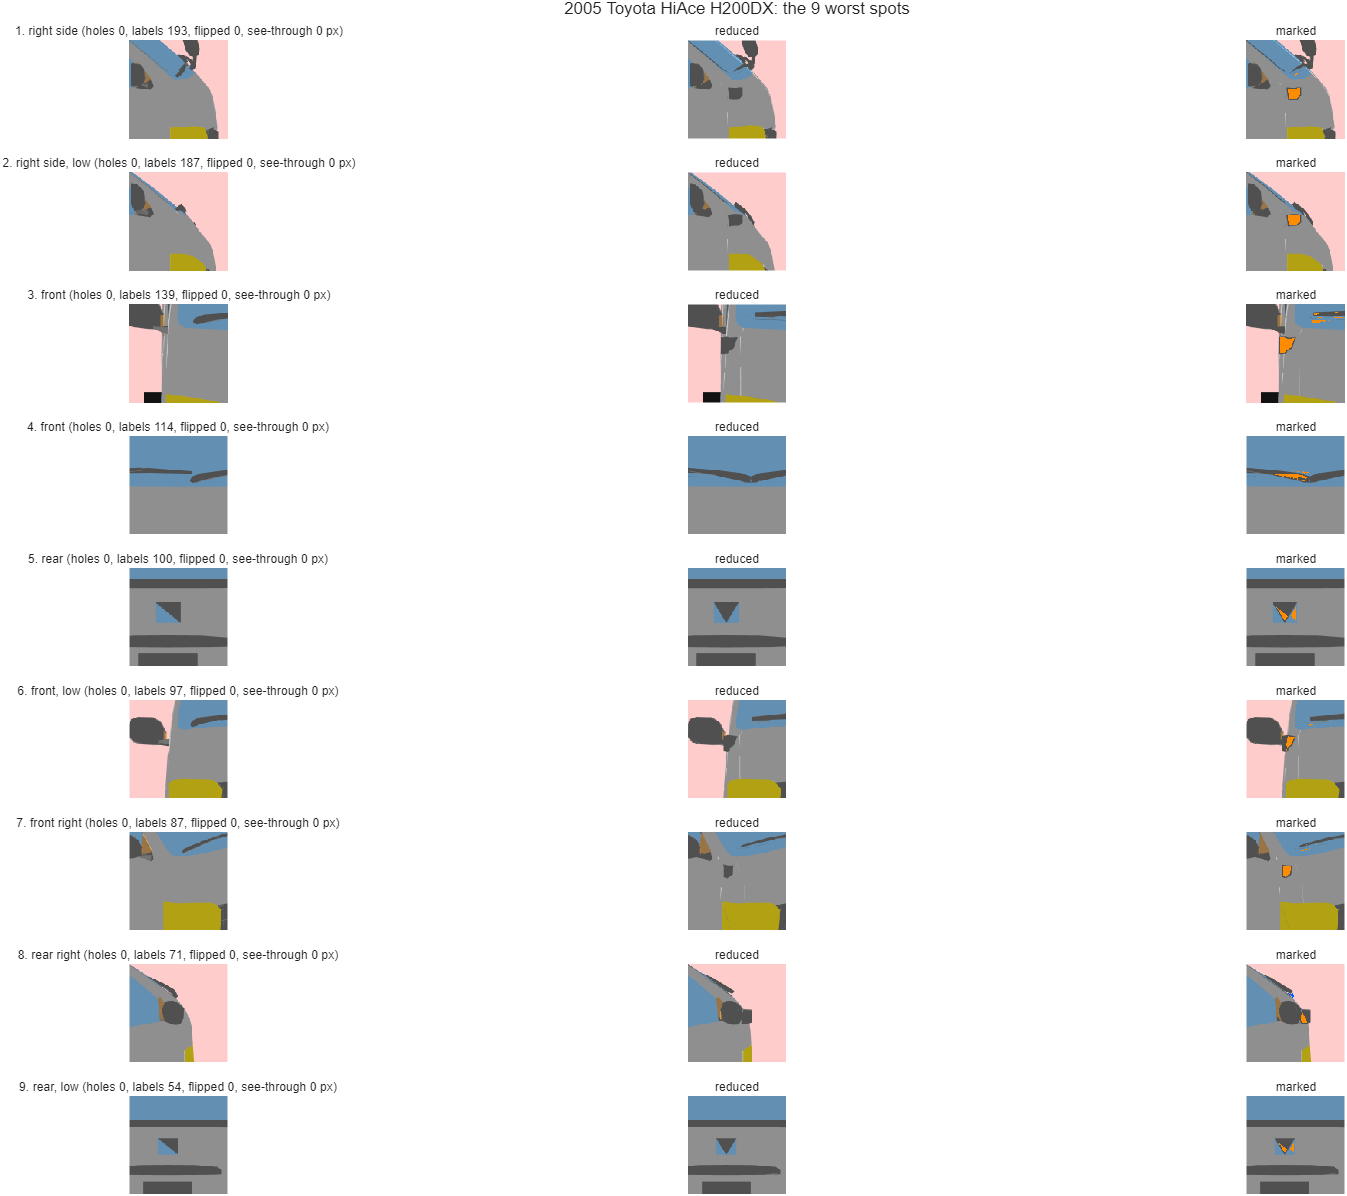 2005 Toyota HiAce H200DX: the 9 worst spots
1. right side (holes 0, labels 193, flipped 0, see-through 0 px)
reduced
marked
2. right side, low (holes 0, labels 187, flipped 0, see-through 0 px)
reduced
marked
3. front (holes 0, labels 139, flipped 0, see-through 0 px)
reduced
marked
4. front (holes 0, labels 114, flipped 0, see-through 0 px)
reduced
marked
5. rear (holes 0, labels 100, flipped 0, see-through 0 px)
reduced
marked
6. front, low (holes 0, labels 97, flipped 0, see-through 0 px)
reduced
marked
7. front right (holes 0, labels 87, flipped 0, see-through 0 px)
reduced
marked
8. rear right (holes 0, labels 71, flipped 0, see-through 0 px)
reduced
marked
9. rear, low (holes 0, labels 54, flipped 0, see-through 0 px)
reduced
marked